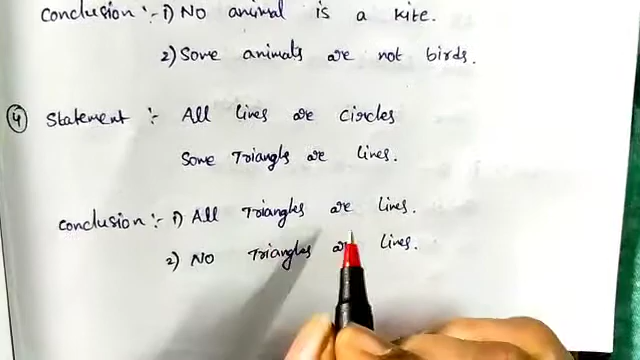 Conclusion :- 1) No animal is a kite.
2) Some animals are not birds.
4 Statement :- All lines are circles
Some Triangls are lines.
Conclusion :- 1) All Triangles are lines.
2) No Triangles are lines.